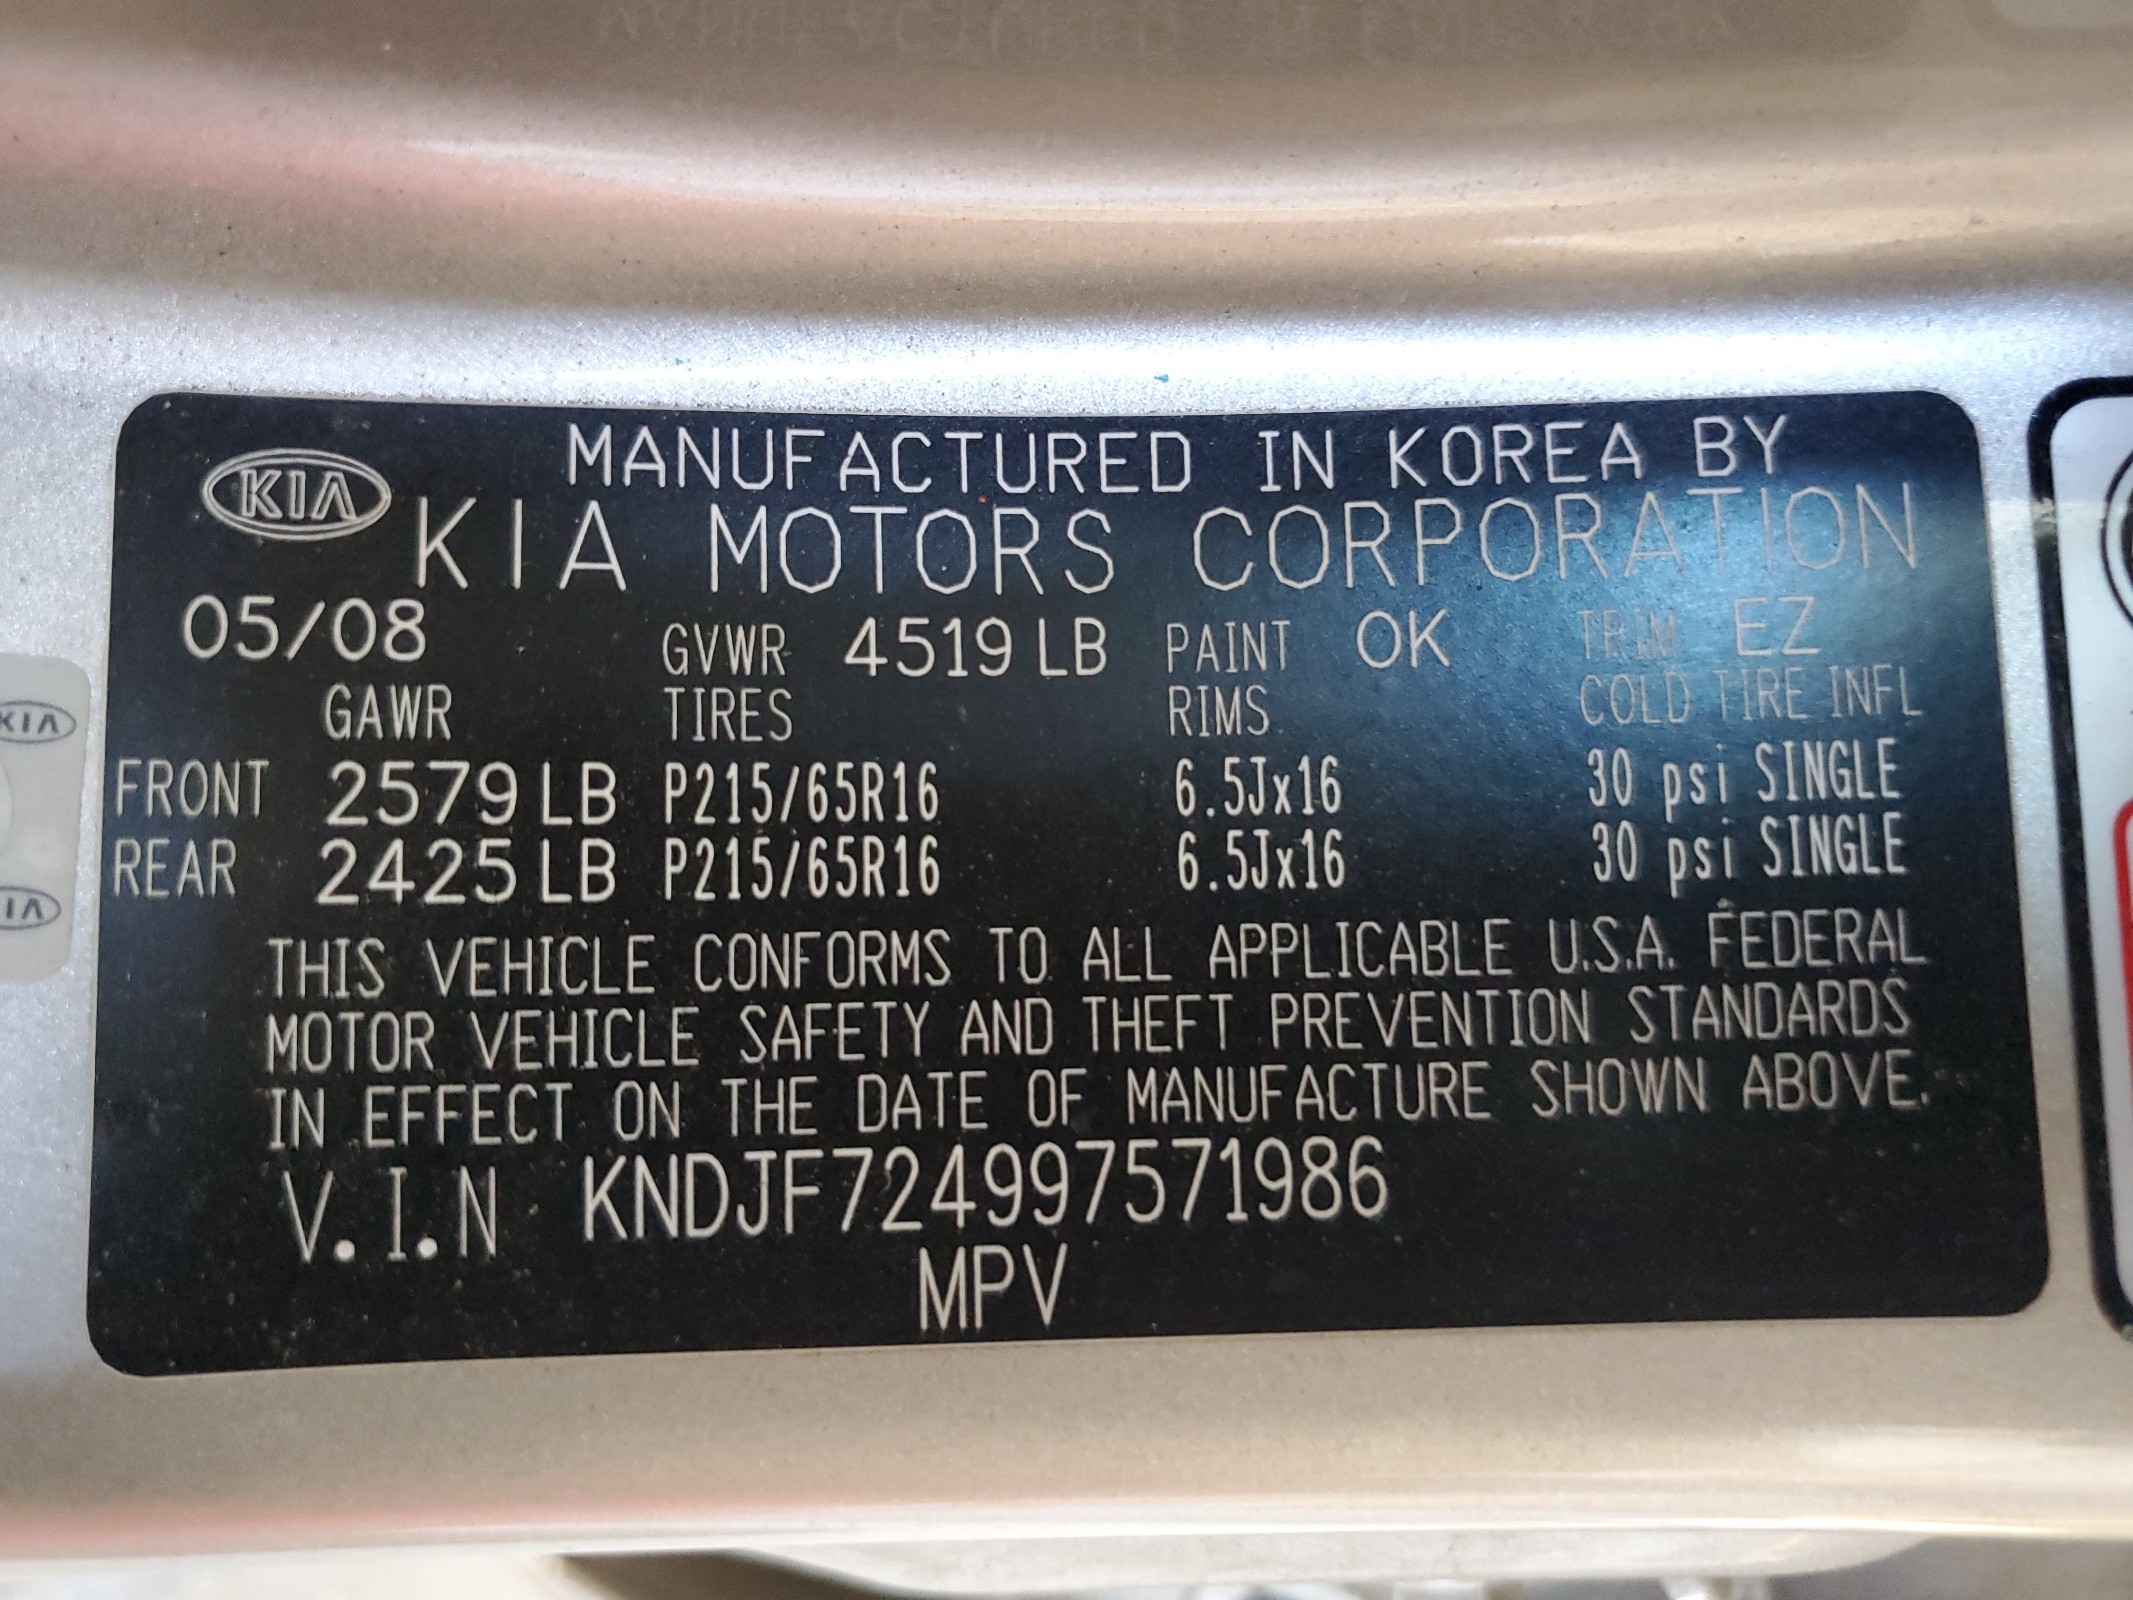 MANUFACTURED IN KOREA BY
KIA KIA MOTORS CORPORATION
05/08 GVWR 4519 LB PAINT OK TRIM EZ
GAWR TIRES RIMS COLD TIRE INFL
FRONT 2579 LB P215/65R16 6.5Jx16 30 psi SINGLE
REAR 2425 LB P215/65R16 6.5Jx16 30 psi SINGLE
THIS VEHICLE CONFORMS TO ALL APPLICABLE U.S.A. FEDERAL
MOTOR VEHICLE SAFETY AND THEFT PREVENTION STANDARDS
IN EFFECT ON THE DATE OF MANUFACTURE SHOWN ABOVE.
V.I.N KNDJF724997571986
MPV
KIA